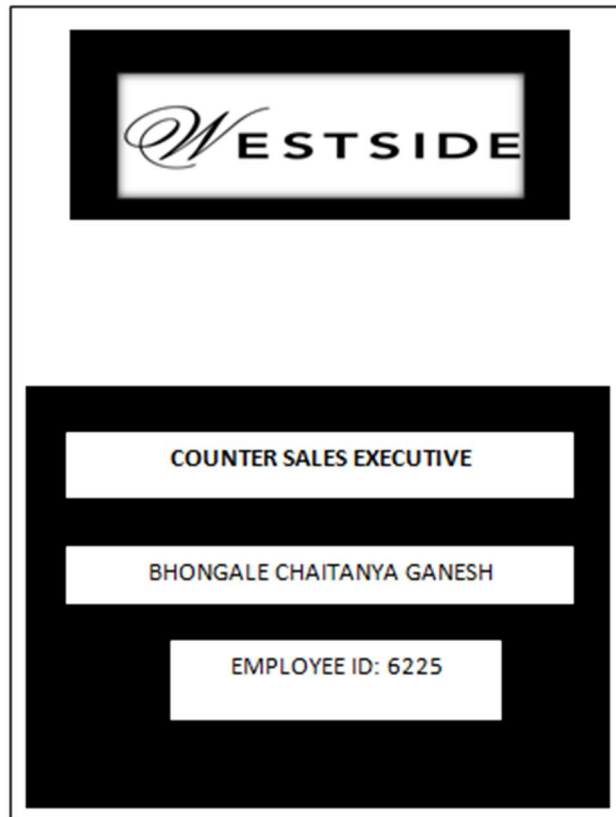 WESTSIDE
COUNTER SALES EXECUTIVE
BHONGALE CHAITANYA GANESH
EMPLOYEE ID: 6225